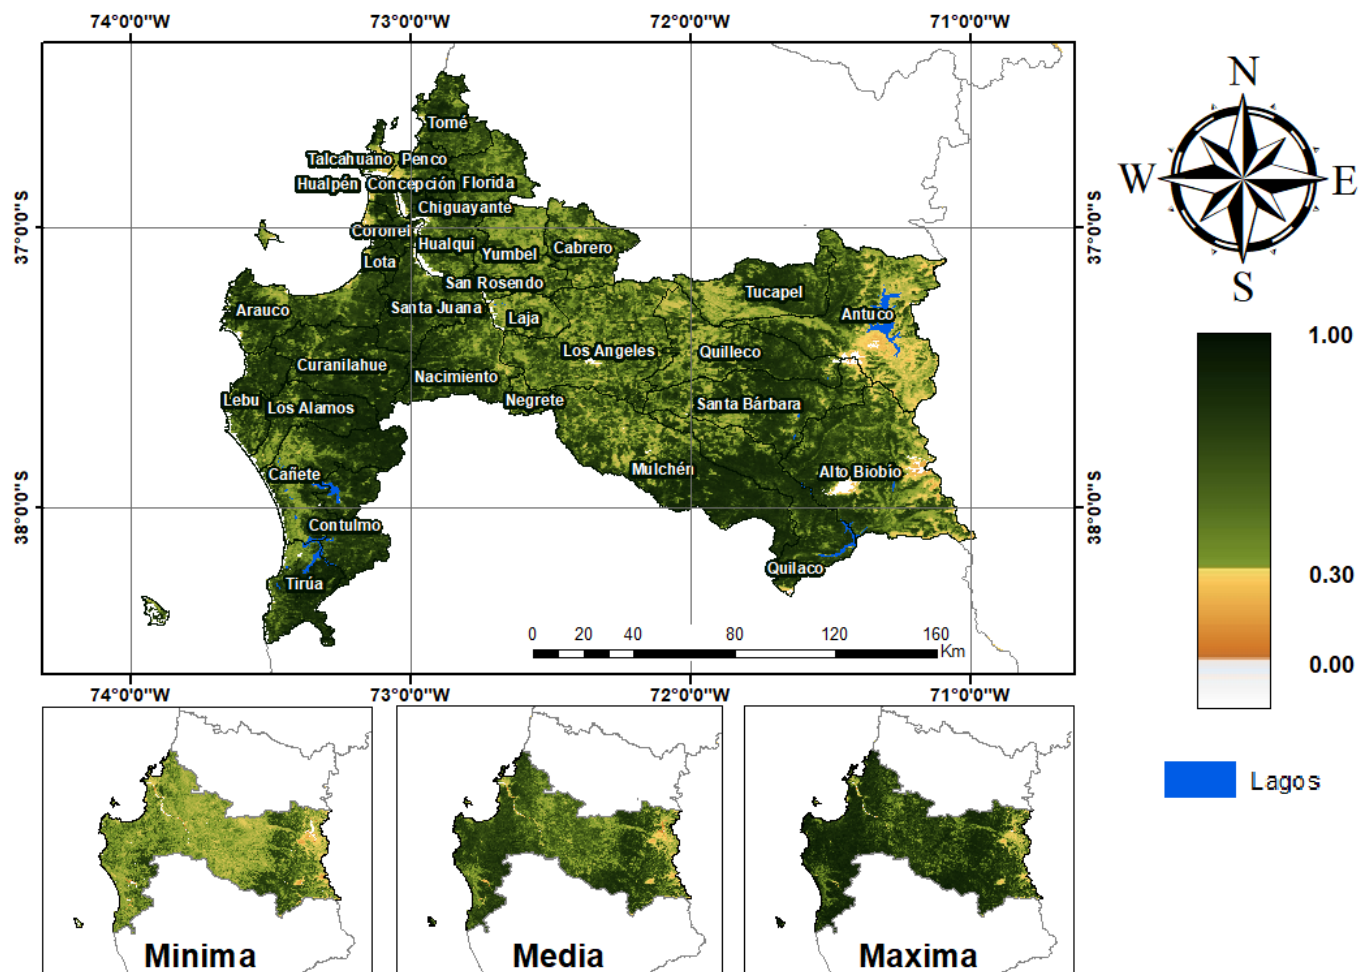 74°0'0"W 73°0'0"W 72°0'0"W 71°0'0"W
N
W E
S
37°0'0"S 37°0'0"S
38°0'0"S 38°0'0"S
Tomé
Talcahuano Penco
Hualpén Concepción Florida
Chiguayante
Coronel
Hualqui
Yumbel Cabrero
Lota
San Rosendo
Tucapel
Arauco
Santa Juana
Laja
Antuco
Los Angeles Quilleco
Curanilahue
Nacimiento
Lebu Los Alamos
Negrete
Santa Bárbara
Cañete
Mulchén
Alto Biobio
Contulmo
Quilaco
Tirúa
0 20 40 80 120 160
Km
74°0'0"W 73°0'0"W 72°0'0"W 71°0'0"W
1.00
0.30
0.00
Lagos
Minima
Media
Maxima